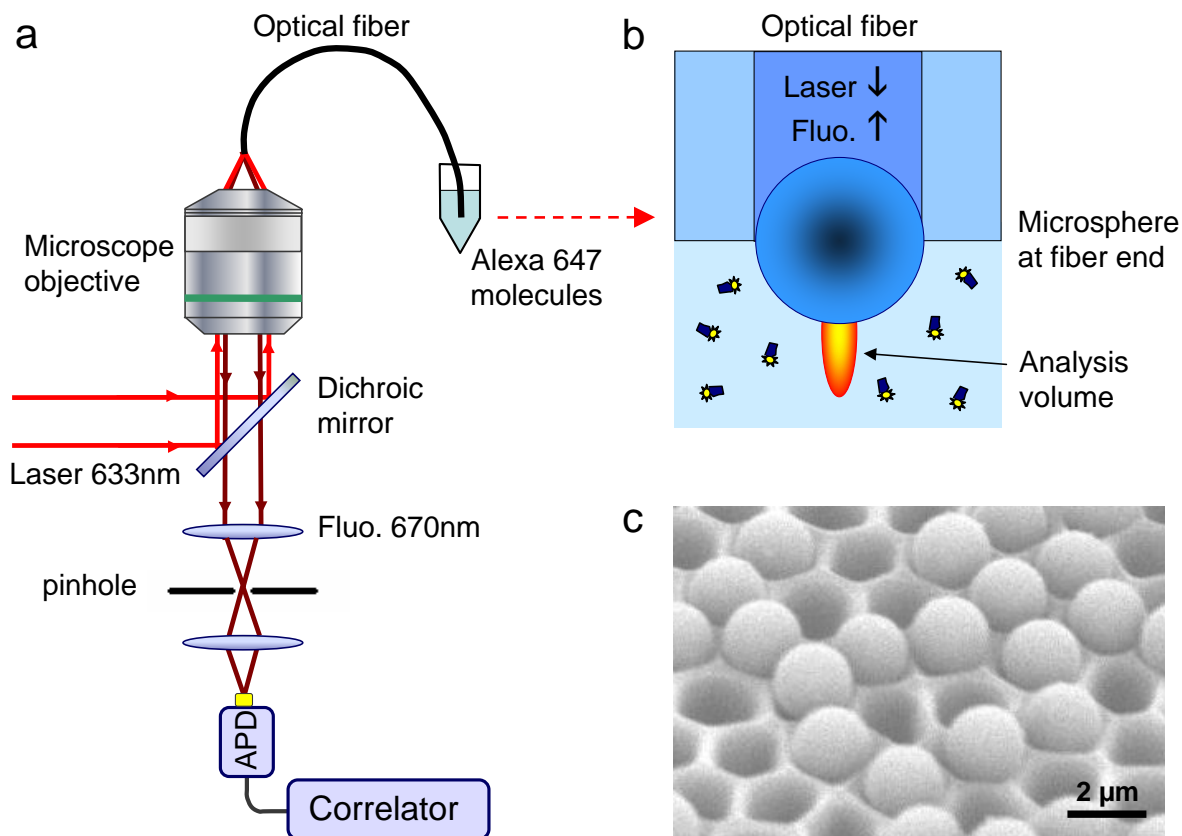 a
Optical fiber
Microscope
objective
Alexa 647
molecules
Dichroic
mirror
Laser 633nm
Fluo. 670nm
pinhole
APD
Correlator
b
Optical fiber
Laser ↓
Fluo. ↑
Microsphere
at fiber end
Analysis
volume
c
2 µm